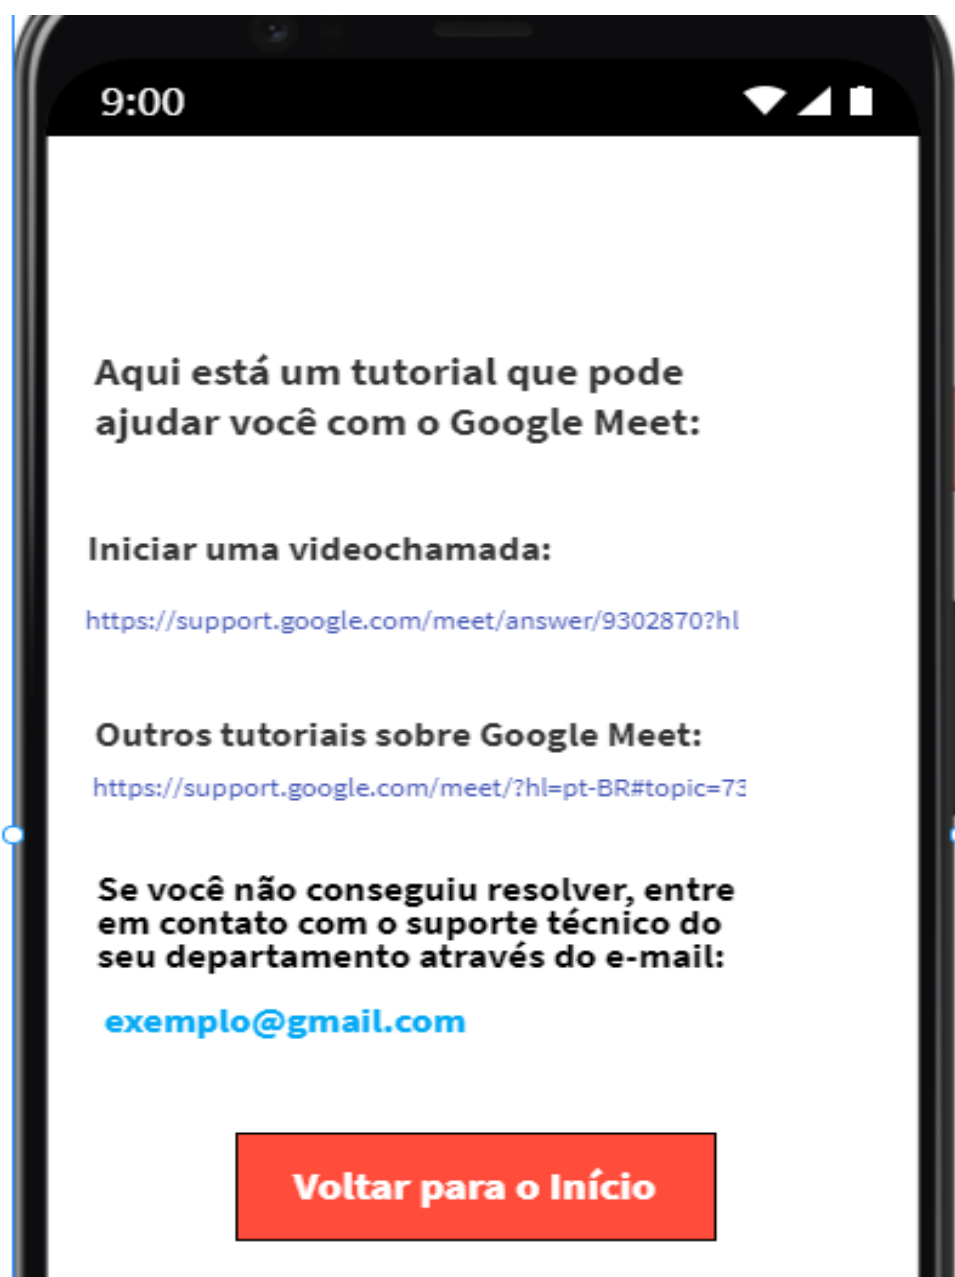 9:00
Aqui está um tutorial que pode
ajudar você com o Google Meet:
Iniciar uma videochamada:
https://support.google.com/meet/answer/9302870?hl
Outros tutoriais sobre Google Meet:
https://support.google.com/meet/?hl=pt-BR#topic=73
Se você não conseguiu resolver, entre
em contato com o suporte técnico do
seu departamento através do e-mail:
exemplo@gmail.com
Voltar para o Início